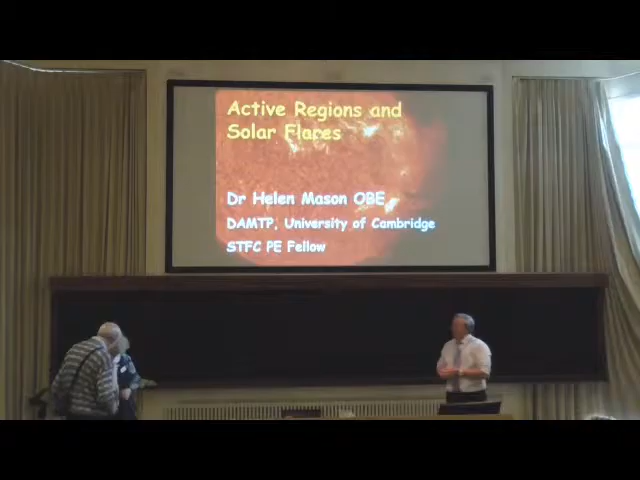 Active Regions and
Solar Flares
Dr Helen Mason OBE
DAMTP, University of Cambridge
STFC PE Fellow